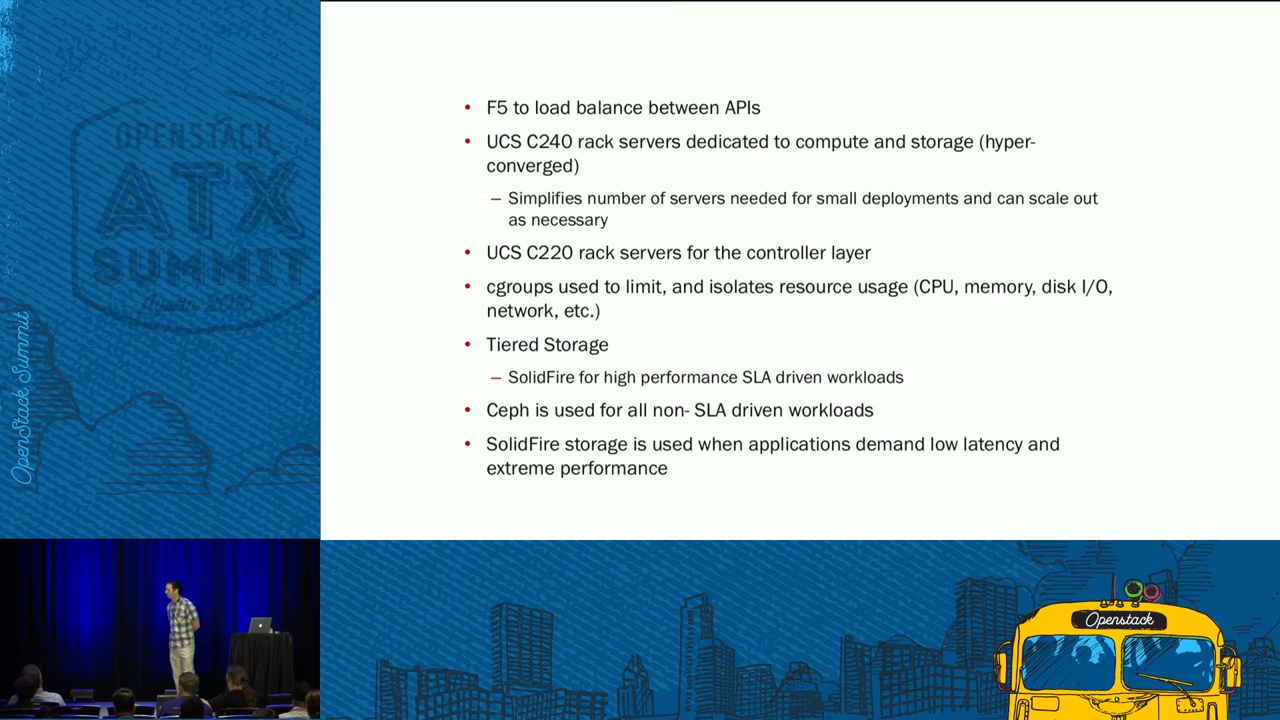 OPENSTACK
ATX
SUMMIT
OpenStack Summit
• F5 to load balance between APIs
• UCS C240 rack servers dedicated to compute and storage (hyper-
converged)
– Simplifies number of servers needed for small deployments and can scale out
as necessary
• UCS C220 rack servers for the controller layer
• cgroups used to limit, and isolates resource usage (CPU, memory, disk I/O,
network, etc.)
• Tiered Storage
– SolidFire for high performance SLA driven workloads
• Ceph is used for all non- SLA driven workloads
• SolidFire storage is used when applications demand low latency and
extreme performance
Openstack